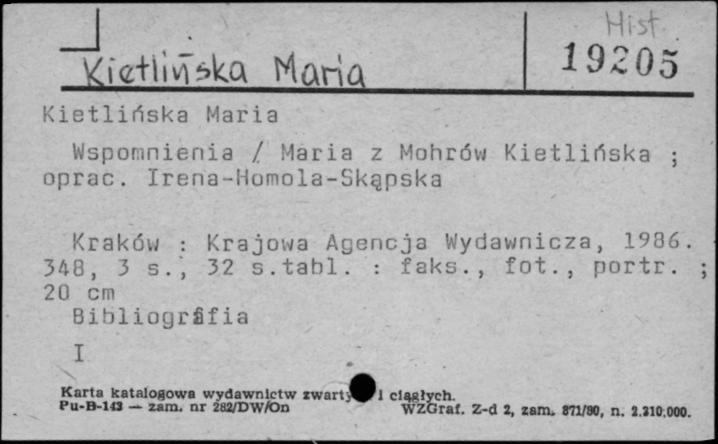 Hist.
19205
Kietlińska Maria
Kietlińska Maria
Wspomnienia / Maria z Mohrów Kietlińska ;
oprac. Irena-Homola-Skąpska
Kraków : Krajowa Agencja Wydawnicza, 1986.
348, 3 s., 32 s.tabl. : faks., fot., portr. ;
20 cm
Bibliografia
I
Karta katalogowa wydawnictw i ciągłych.
Pu-B-143 — zam. nr 282/DW/On
WZGraf. Z-d 2, zam. 871/80, n. 2.210.000.